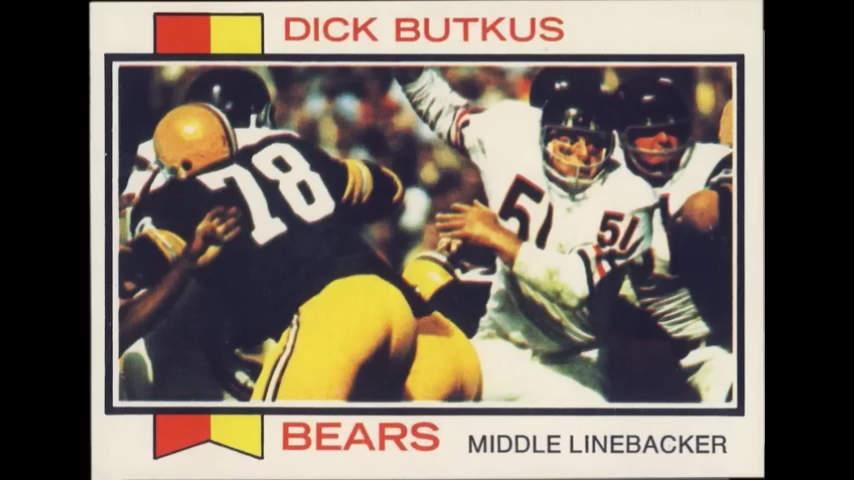 DICK BUTKUS
78
51
51
BEARS
MIDDLE LINEBACKER